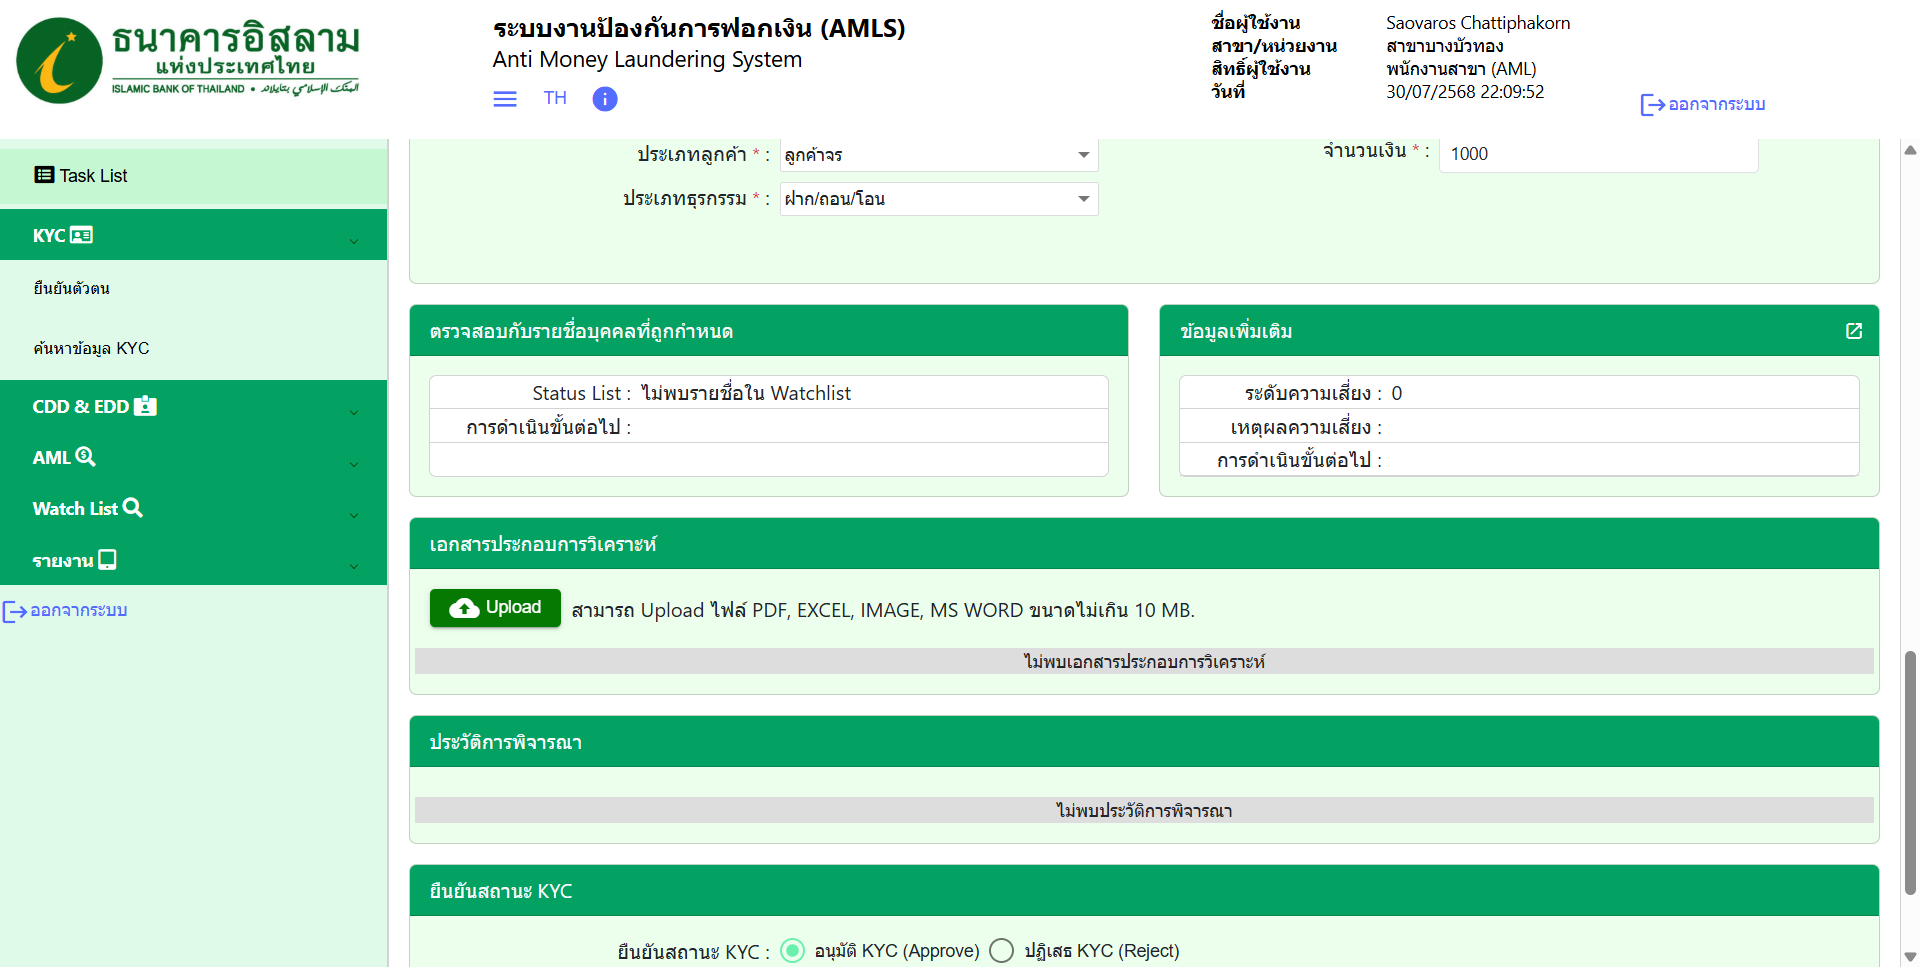 ธนาคารอิสลาม
แห่งประเทศไทย
ISLAMIC BANK OF THAILAND •
ระบบงานป้องกันการฟอกเงิน (AMLS)
Anti Money Laundering System
TH
ชื่อผู้ใช้งาน Saovaros Chattiphakorn
สาขา/หน่วยงาน สาขาบางบัวทอง
สิทธิ์ผู้ใช้งาน พนักงานสาขา (AML)
วันที่ 30/07/2568 22:09:52
ออกจากระบบ
Task List
KYC
ยืนยันตัวตน
ค้นหาข้อมูล KYC
CDD & EDD
AML
Watch List
รายงาน
ออกจากระบบ
ประเภทลูกค้า * : ลูกค้าจร
จำนวนเงิน * : 1000
ประเภทธุรกรรม * : ฝาก/ถอน/โอน
ตรวจสอบกับรายชื่อบุคคลที่ถูกกำหนด
Status List : ไม่พบรายชื่อใน Watchlist
การดำเนินขั้นต่อไป :
ข้อมูลเพิ่มเติม
ระดับความเสี่ยง : 0
เหตุผลความเสี่ยง :
การดำเนินขั้นต่อไป :
เอกสารประกอบการวิเคราะห์
Upload สามารถ Upload ไฟล์ PDF, EXCEL, IMAGE, MS WORD ขนาดไม่เกิน 10 MB.
ไม่พบเอกสารประกอบการวิเคราะห์
ประวัติการพิจารณา
ไม่พบประวัติการพิจารณา
ยืนยันสถานะ KYC
ยืนยันสถานะ KYC : อนุมัติ KYC (Approve) ปฏิเสธ KYC (Reject)